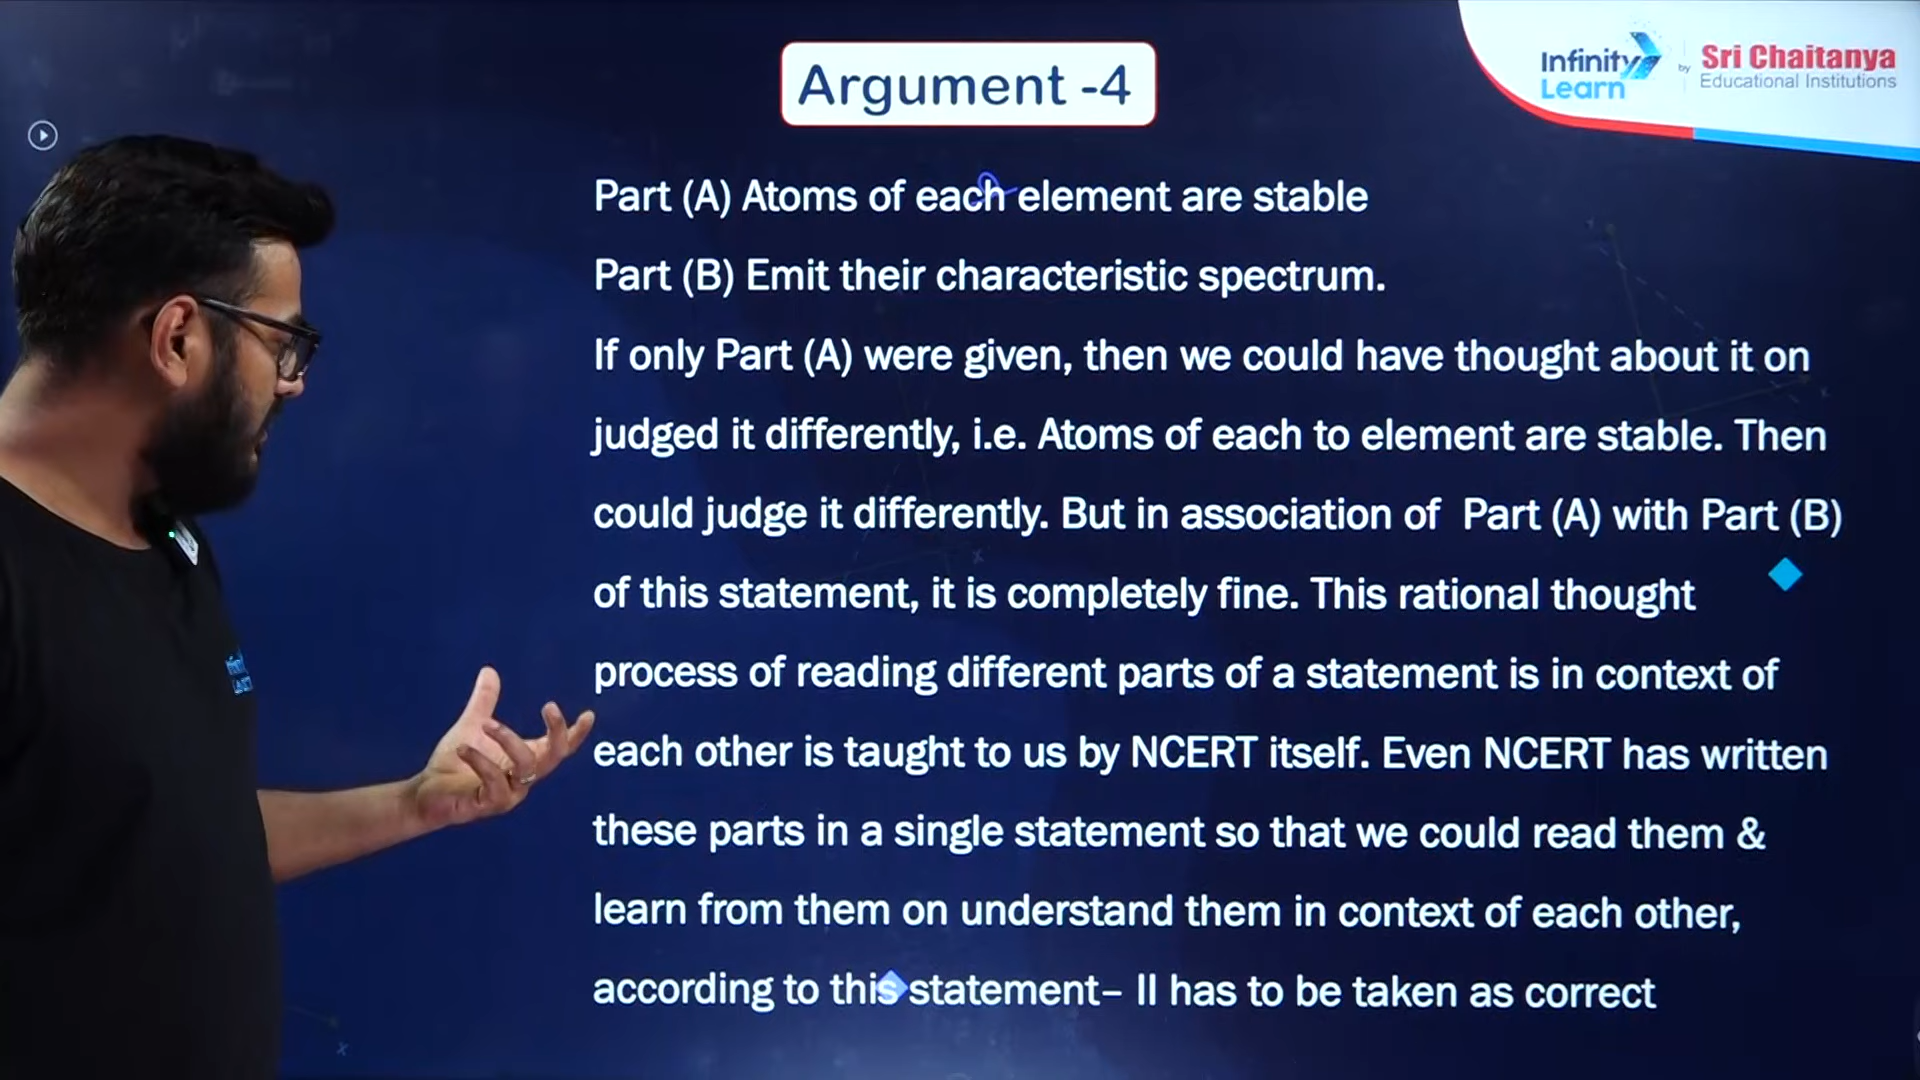 Argument -4
Infinity Learn by Sri Chaitanya Educational Institutions
Part (A) Atoms of each element are stable
Part (B) Emit their characteristic spectrum.
If only Part (A) were given, then we could have thought about it on
judged it differently, i.e. Atoms of each to element are stable. Then
could judge it differently. But in association of Part (A) with Part (B)
of this statement, it is completely fine. This rational thought
process of reading different parts of a statement is in context of
each other is taught to us by NCERT itself. Even NCERT has written
these parts in a single statement so that we could read them &
learn from them on understand them in context of each other,
according to this statement– II has to be taken as correct